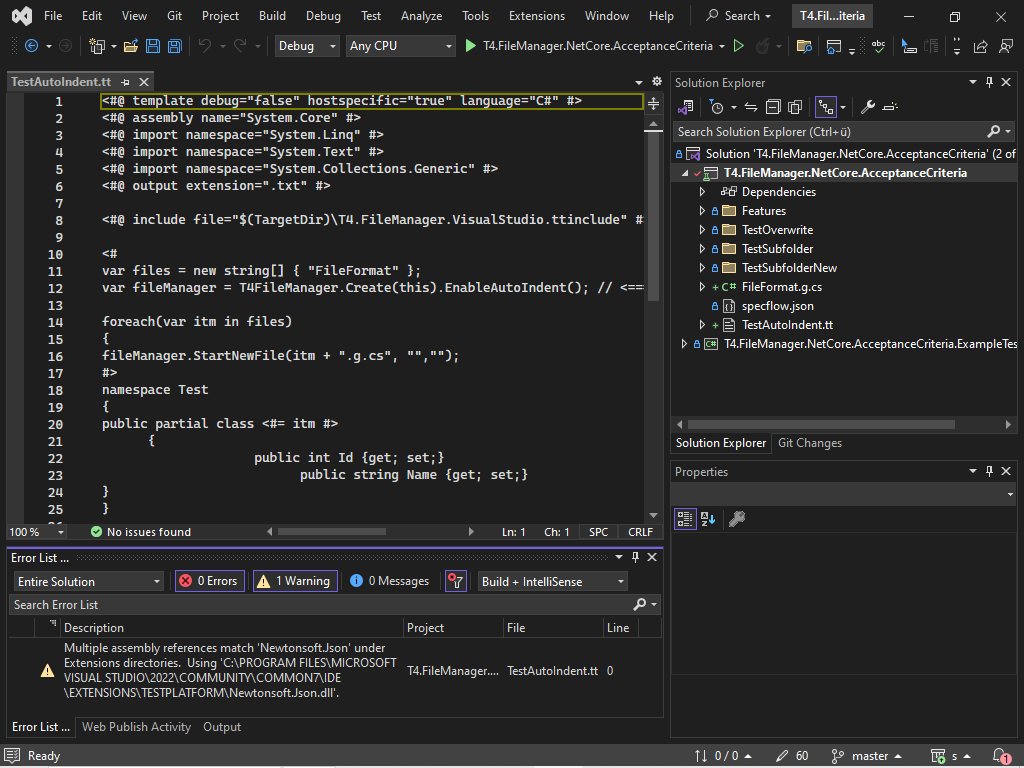 File Edit View Git Project Build Debug Test Analyze Tools Extensions Window Help Search T4.Fil...iteria
Debug Any CPU T4.FileManager.NetCore.AcceptanceCriteria
TestAutoIndent.tt
1 <#@ template debug="false" hostspecific="true" language="C#" #>
2 <#@ assembly name="System.Core" #>
3 <#@ import namespace="System.Linq" #>
4 <#@ import namespace="System.Text" #>
5 <#@ import namespace="System.Collections.Generic" #>
6 <#@ output extension=".txt" #>
7
8 <#@ include file="$(TargetDir)\T4.FileManager.VisualStudio.ttinclude" #
9
10 <#
11 var files = new string[] { "FileFormat" };
12 var fileManager = T4FileManager.Create(this).EnableAutoIndent(); // <==
13
14 foreach(var itm in files)
15 {
16 fileManager.StartNewFile(itm + ".g.cs", "","");
17 #>
18 namespace Test
19 {
20 public partial class <#= itm #>
21 {
22 public int Id {get; set;}
23 public string Name {get; set;}
24 }
25 }
100 % No issues found Ln: 1 Ch: 1 SPC CRLF
Solution Explorer
Search Solution Explorer (Ctrl+ü)
Solution 'T4.FileManager.NetCore.AcceptanceCriteria' (2 of
T4.FileManager.NetCore.AcceptanceCriteria
Dependencies
Features
TestOverwrite
TestSubfolder
TestSubfolderNew
C# FileFormat.g.cs
specflow.json
TestAutoIndent.tt
C# T4.FileManager.NetCore.AcceptanceCriteria.ExampleTes
Solution Explorer Git Changes
Properties
Error List ...
Entire Solution 0 Errors 1 Warning 0 Messages Build + IntelliSense
Search Error List
Description Project File Line
Multiple assembly references match 'Newtonsoft.Json' under
Extensions directories. Using 'C:\PROGRAM FILES\MICROSOFT
VISUAL STUDIO\2022\COMMUNITY\COMMON7\IDE
\EXTENSIONS\TESTPLATFORM\Newtonsoft.Json.dll'.
T4.FileManager.... TestAutoIndent.tt 0
Error List ... Web Publish Activity Output
Ready 0 / 0 60 master s 1